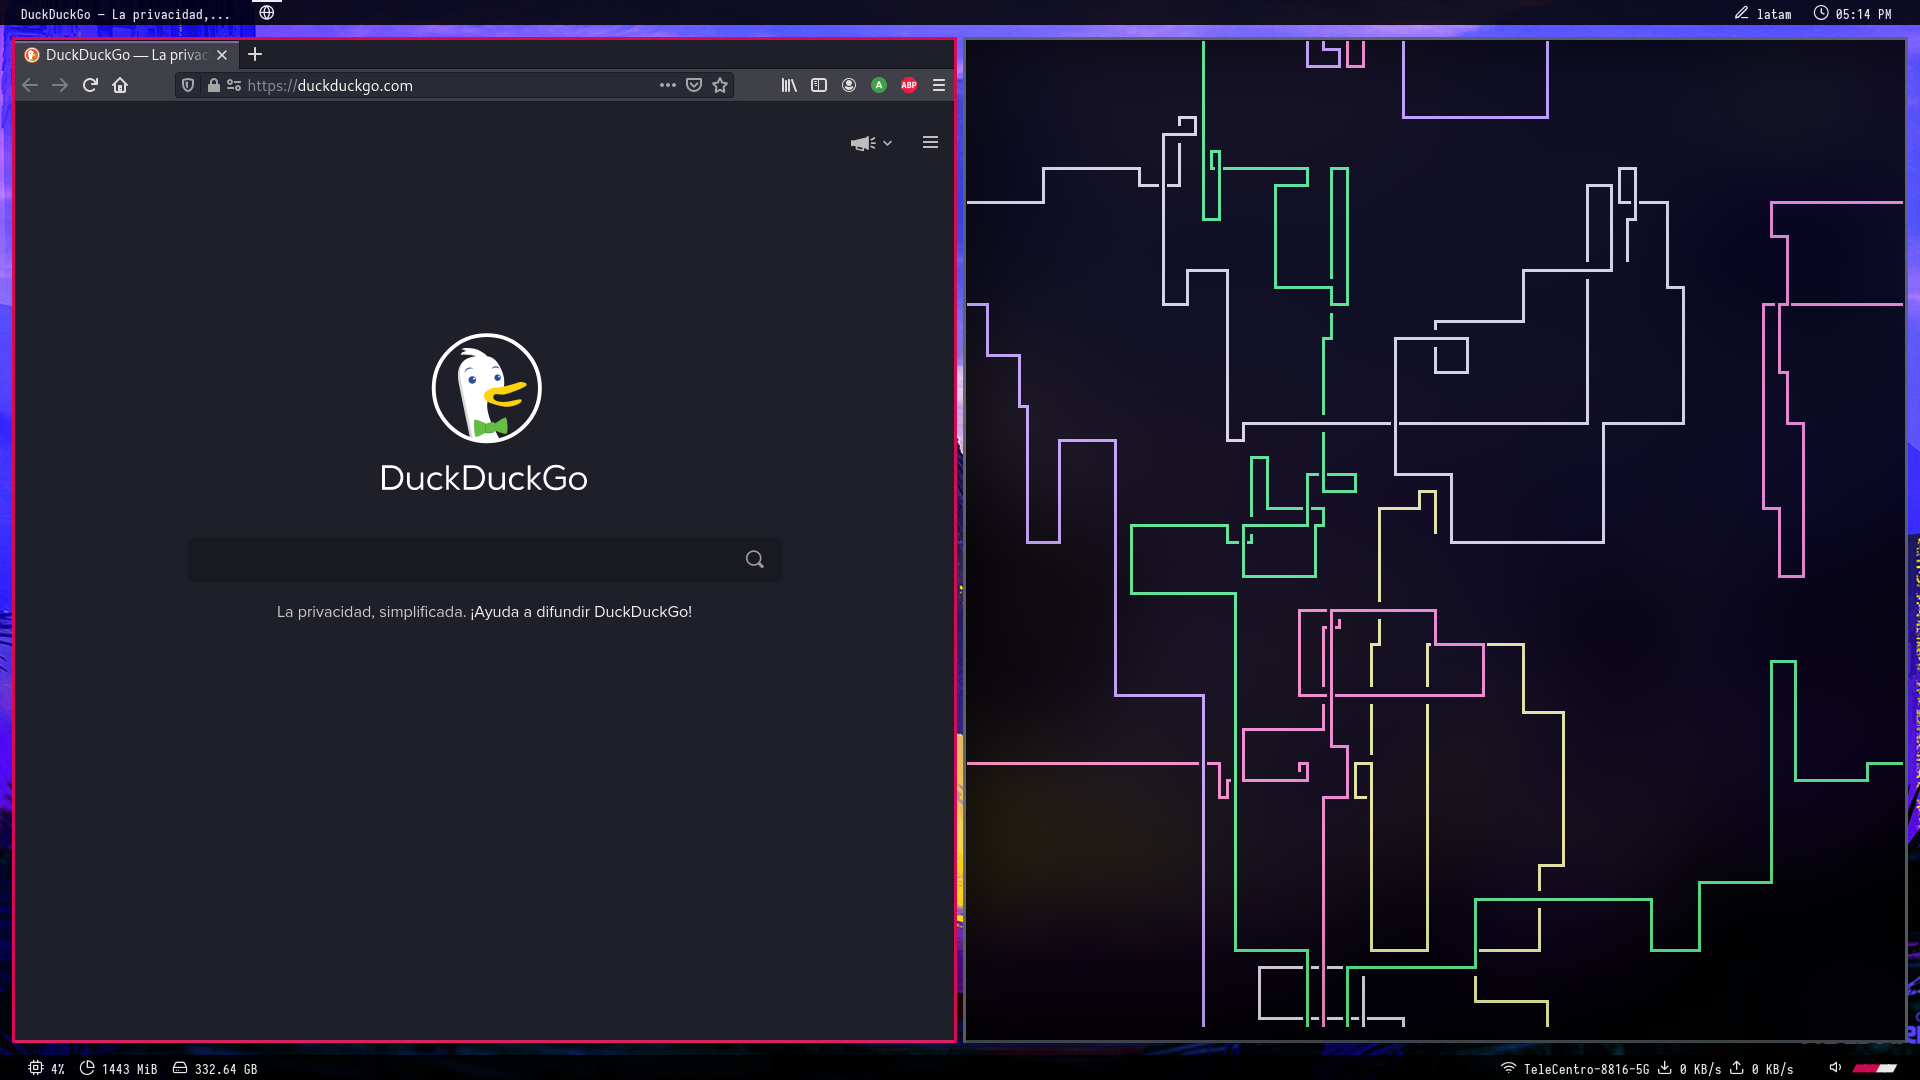 DuckDuckGo — La privacidad,...
latam
05:14 PM
DuckDuckGo — La privac
https://duckduckgo.com
A
ABP
DuckDuckGo
La privacidad, simplificada. ¡Ayuda a difundir DuckDuckGo!
4%
1443 MiB
332.64 GB
TeleCentro-8816-5G
0 KB/s
0 KB/s